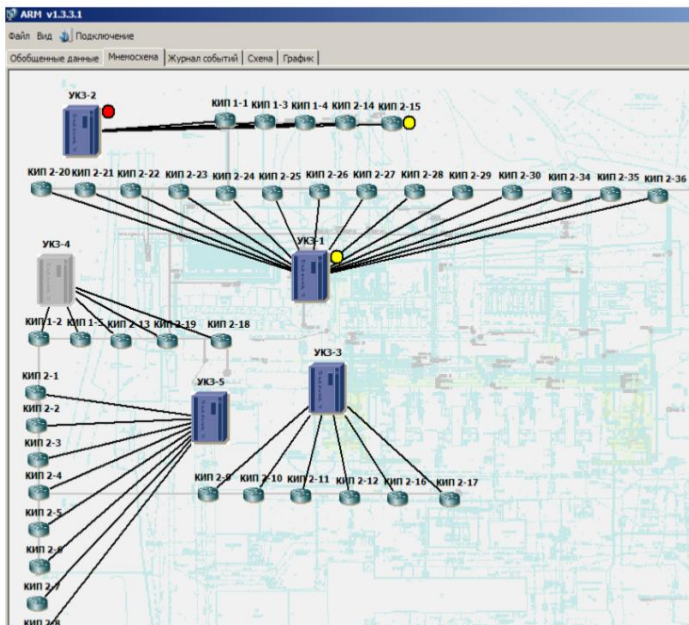 ARM v1.3.3.1
Файл Вид Подключение
Обобщенные данные Мнемосхема Журнал событий Схема График
УКЗ-2
КИП 1-1 КИП 1-3 КИП 1-4 КИП 2-14 КИП 2-15
КИП 2-20 КИП 2-21 КИП 2-22 КИП 2-23 КИП 2-24 КИП 2-25 КИП 2-26 КИП 2-27 КИП 2-28 КИП 2-29 КИП 2-30 КИП 2-34 КИП 2-35 КИП 2-36
УКЗ-4 УКЗ-1
КИП 1-2 КИП 1-5 КИП 2-13 КИП 2-19 КИП 2-18
УКЗ-3
КИП 2-1
УКЗ-5
КИП 2-2
КИП 2-3
КИП 2-4
КИП 2-9 КИП 2-10 КИП 2-11 КИП 2-12 КИП 2-16 КИП 2-17
КИП 2-5
КИП 2-6
КИП 2-7
КИП 2-8